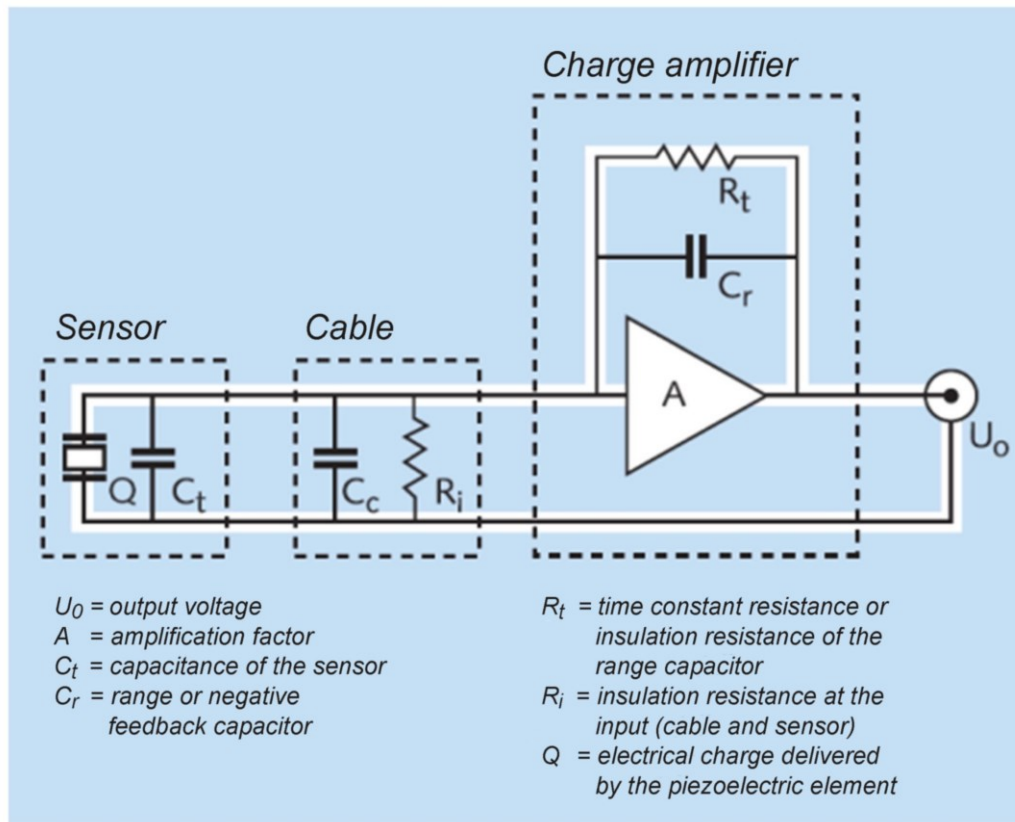 Charge amplifier
Rt
Cr
Sensor
Cable
A
Q
Ct
Cc
Ri
Uo
U0 = output voltage
A = amplification factor
Ct = capacitance of the sensor
Cr = range or negative
feedback capacitor
Rt = time constant resistance or
insulation resistance of the
range capacitor
Ri = insulation resistance at the
input (cable and sensor)
Q = electrical charge delivered
by the piezoelectric element